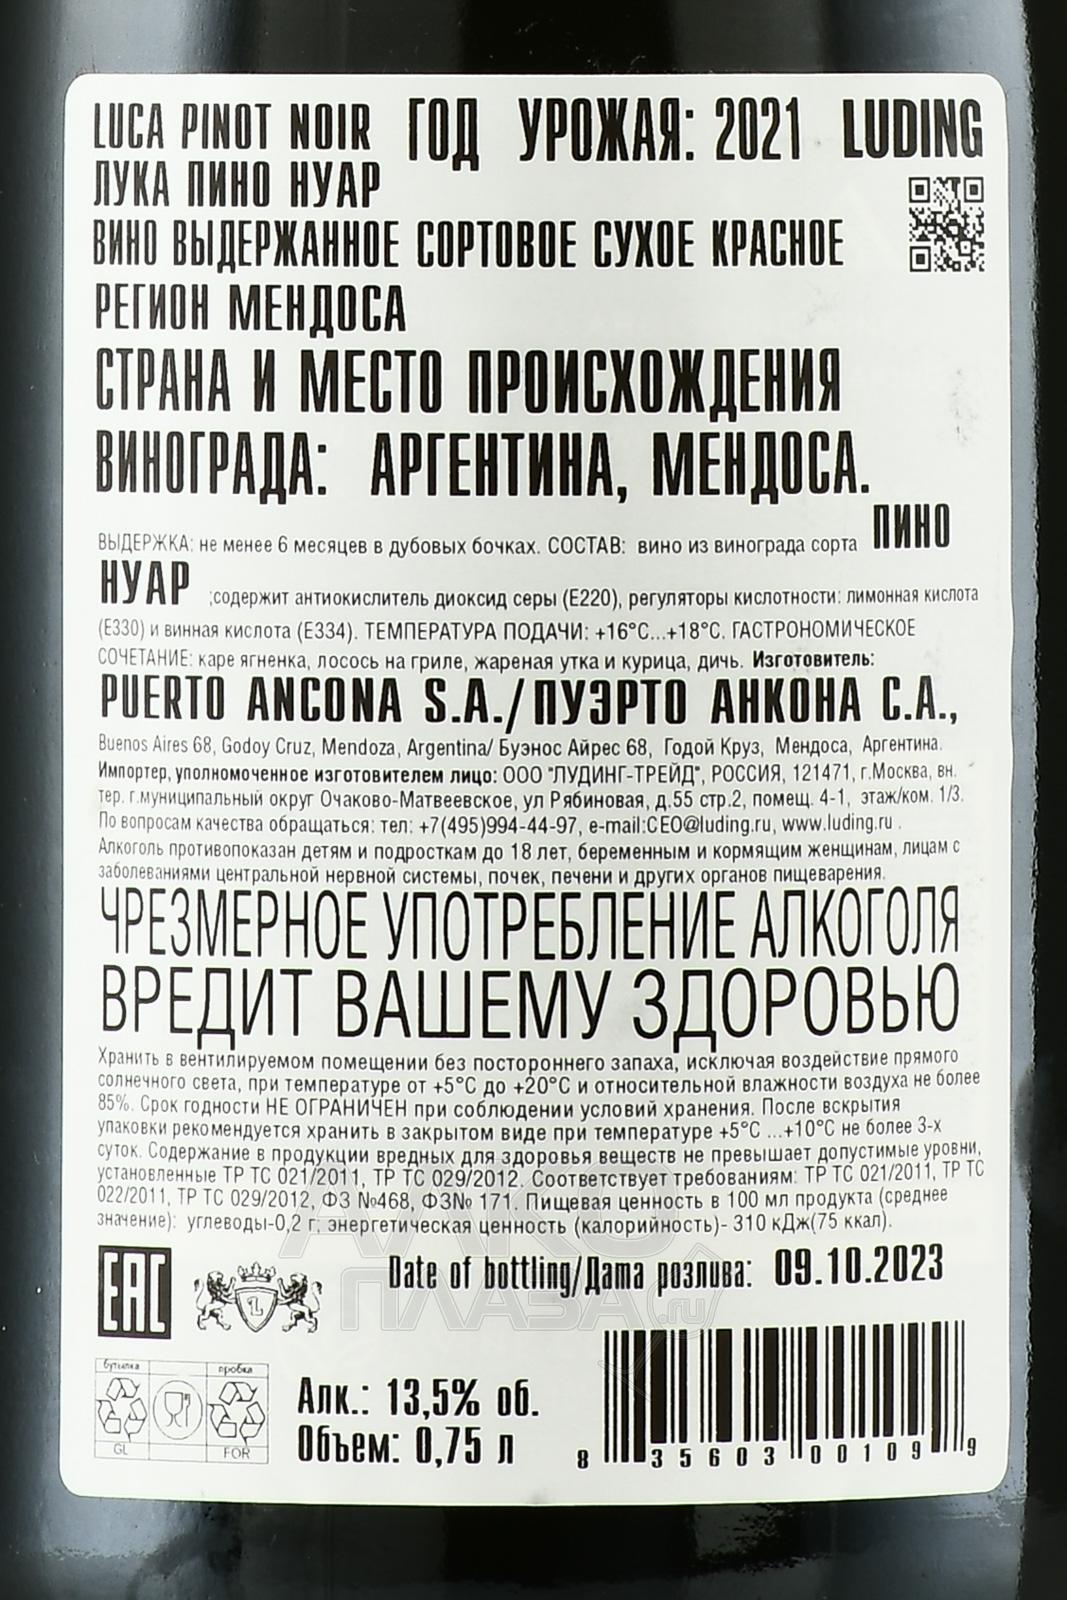 LUCA PINOT NOIR ГОД УРОЖАЯ: 2021 LUDING
ЛУКА ПИНО НУАР
ВИНО ВЫДЕРЖАННОЕ СОРТОВОЕ СУХОЕ КРАСНОЕ
РЕГИОН МЕНДОСА
СТРАНА И МЕСТО ПРОИСХОЖДЕНИЯ
ВИНОГРАДА: АРГЕНТИНА, МЕНДОСА.
ВЫДЕРЖКА: не менее 6 месяцев в дубовых бочках. СОСТАВ: вино из винограда сорта ПИНО
НУАР ;содержит антиокислитель диоксид серы (E220), регуляторы кислотности: лимонная кислота
(E330) и винная кислота (E334). ТЕМПЕРАТУРА ПОДАЧИ: +16°C...+18°C. ГАСТРОНОМИЧЕСКОЕ
СОЧЕТАНИЕ: каре ягненка, лосось на гриле, жареная утка и курица, дичь. Изготовитель:
PUERTO ANCONA S.A./ПУЭРТО АНКОНА С.А.,
Buenos Aires 68, Godoy Cruz, Mendoza, Argentina/ Буэнос Айрес 68, Годой Круз, Мендоса, Аргентина.
Импортер, уполномоченное изготовителем лицо: ООО "ЛУДИНГ-ТРЕЙД", РОССИЯ, 121471, г.Москва, вн.
тер. г.муниципальный округ Очаково-Матвеевское, ул Рябиновая, д.55 стр.2, помещ. 4-1, этаж/ком. 1/3.
По вопросам качества обращаться: тел: +7(495)994-44-97, e-mail:CEO@luding.ru, www.luding.ru .
Алкоголь противопоказан детям и подросткам до 18 лет, беременным и кормящим женщинам, лицам с
заболеваниями центральной нервной системы, почек, печени и других органов пищеварения.
ЧРЕЗМЕРНОЕ УПОТРЕБЛЕНИЕ АЛКОГОЛЯ
ВРЕДИТ ВАШЕМУ ЗДОРОВЬЮ
Хранить в вентилируемом помещении без постороннего запаха, исключая воздействие прямого
солнечного света, при температуре от +5°C до +20°C и относительной влажности воздуха не более
85%. Срок годности НЕ ОГРАНИЧЕН при соблюдении условий хранения. После вскрытия
упаковки рекомендуется хранить в закрытом виде при температуре +5°C ...+10°C не более 3-х
суток. Содержание в продукции вредных для здоровья веществ не превышает допустимые уровни,
установленные ТР ТС 021/2011, ТР ТС 029/2012. Соответствует требованиям: ТР ТС 021/2011, ТР ТС
022/2011, ТР ТС 029/2012, ФЗ №468, ФЗ№ 171. Пищевая ценность в 100 мл продукта (среднее
значение): углеводы-0,2 г; энергетическая ценность (калорийность)- 310 кДж(75 ккал).
EAC
L
Date of bottling/Дата розлива: 09.10.2023
АЛКО
ПЛАЗА.ru
бутылка пробка
GL FOR
Алк.: 13,5% об.
Объем: 0,75 л
8 35603 00109 9